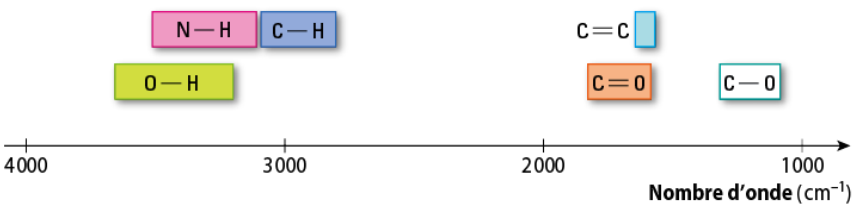 N—H C—H C=C
O—H C=O C—O
4000 3000 2000 1000
Nombre d’onde (cm⁻¹)